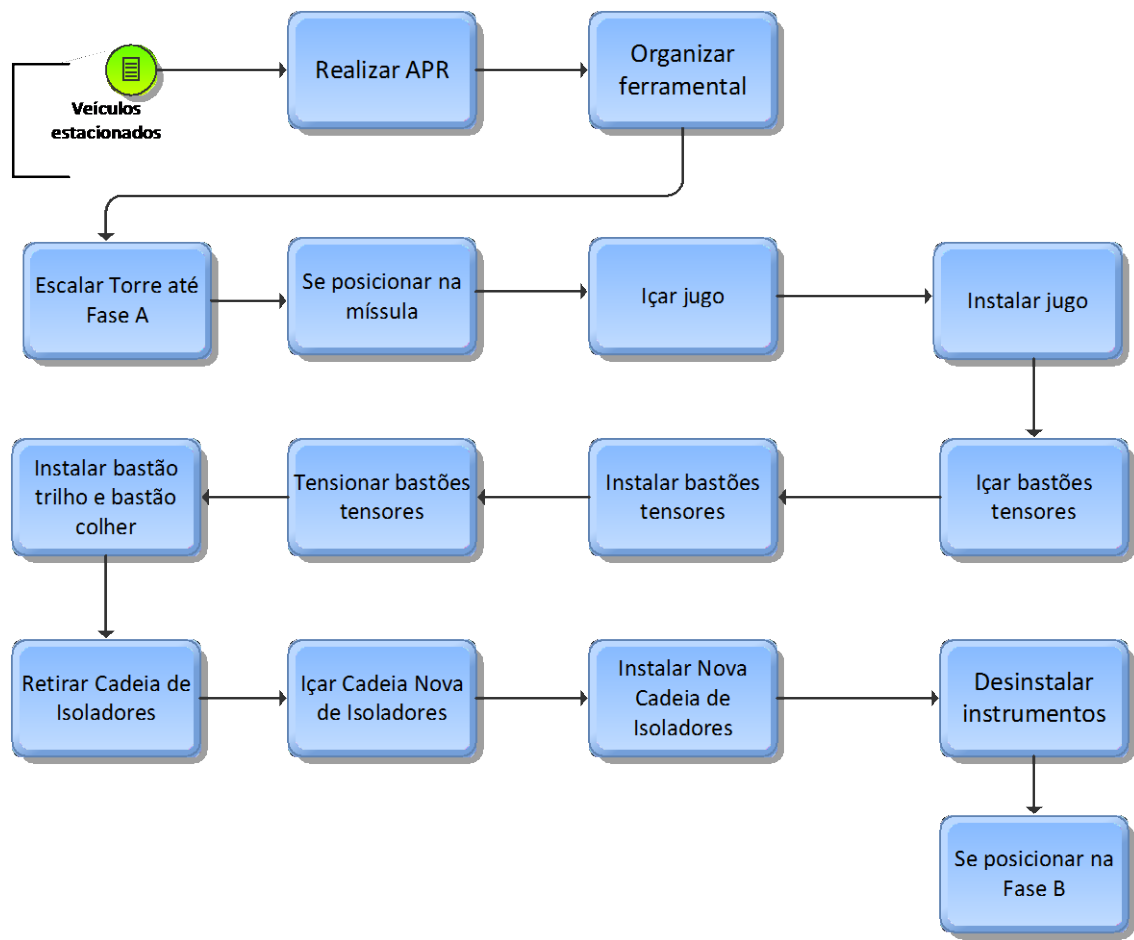 Veículos
estacionados
Realizar APR
Organizar
ferramental
Escalar Torre até
Fase A
Se posicionar na
míssula
Içar jugo
Instalar jugo
Instalar bastão
trilho e bastão
colher
Tensionar bastões
tensores
Instalar bastões
tensores
Içar bastões
tensores
Retirar Cadeia de
Isoladores
Içar Cadeia Nova
de Isoladores
Instalar Nova
Cadeia de
Isoladores
Desinstalar
instrumentos
Se posicionar na
Fase B